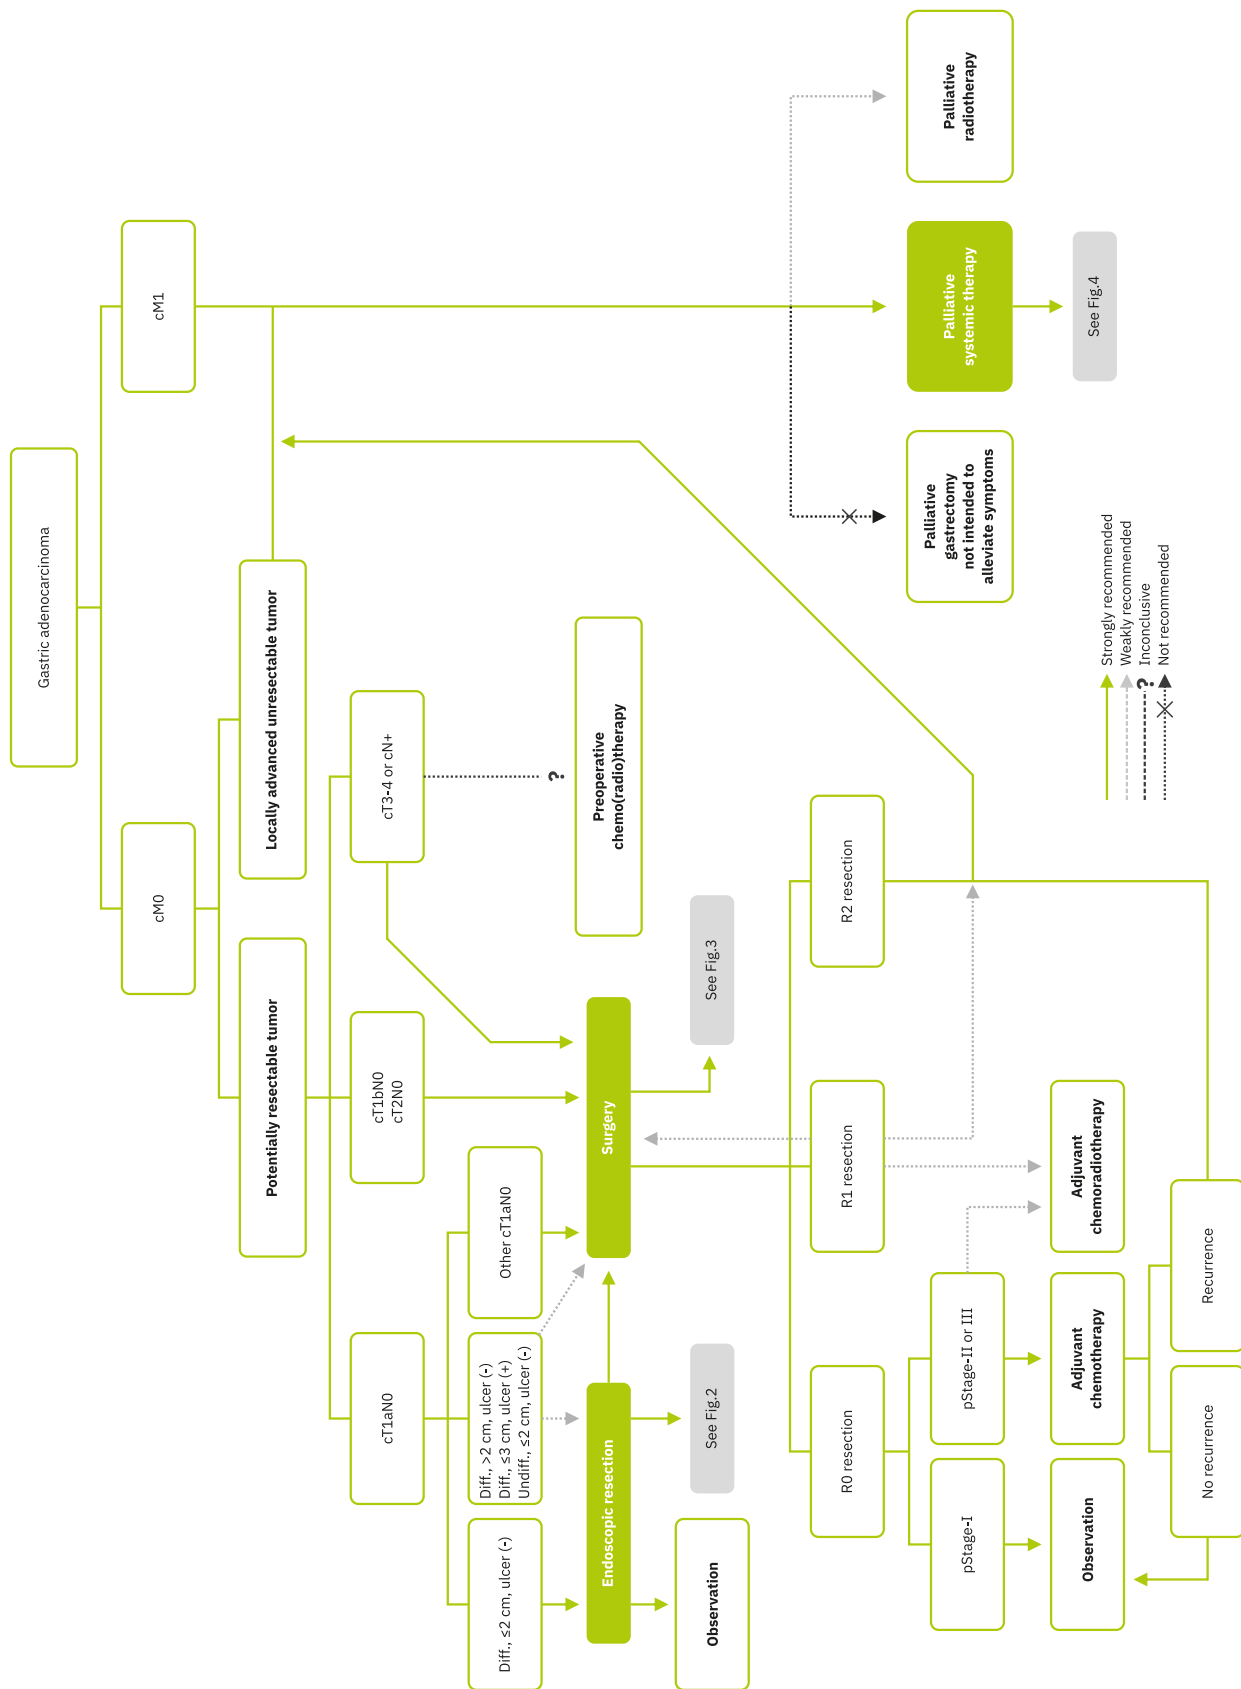 Gastric adenocarcinoma
cM0
cM1
Potentially resectable tumor
Locally advanced unresectable tumor
cT1aN0
cT1bN0
cT2N0
cT3-4 or cN+
Diff., ≤2 cm, ulcer (-)
Diff., >2 cm, ulcer (-)
Diff., ≤3 cm, ulcer (+)
Undiff., ≤2 cm, ulcer (-)
Other cT1aN0
?
Endoscopic resection
Surgery
Preoperative
chemo(radio)therapy
Observation
See Fig.2
See Fig.3
R0 resection
R1 resection
R2 resection
pStage-I
pStage-II or III
Observation
Adjuvant
chemotherapy
Adjuvant
chemoradiotherapy
No recurrence
Recurrence
Palliative
gastrectomy
not intended to
alleviate symptoms
Palliative
systemic therapy
Palliative
radiotherapy
See Fig.4
Strongly recommended
Weakly recommended
? Inconclusive
Not recommended